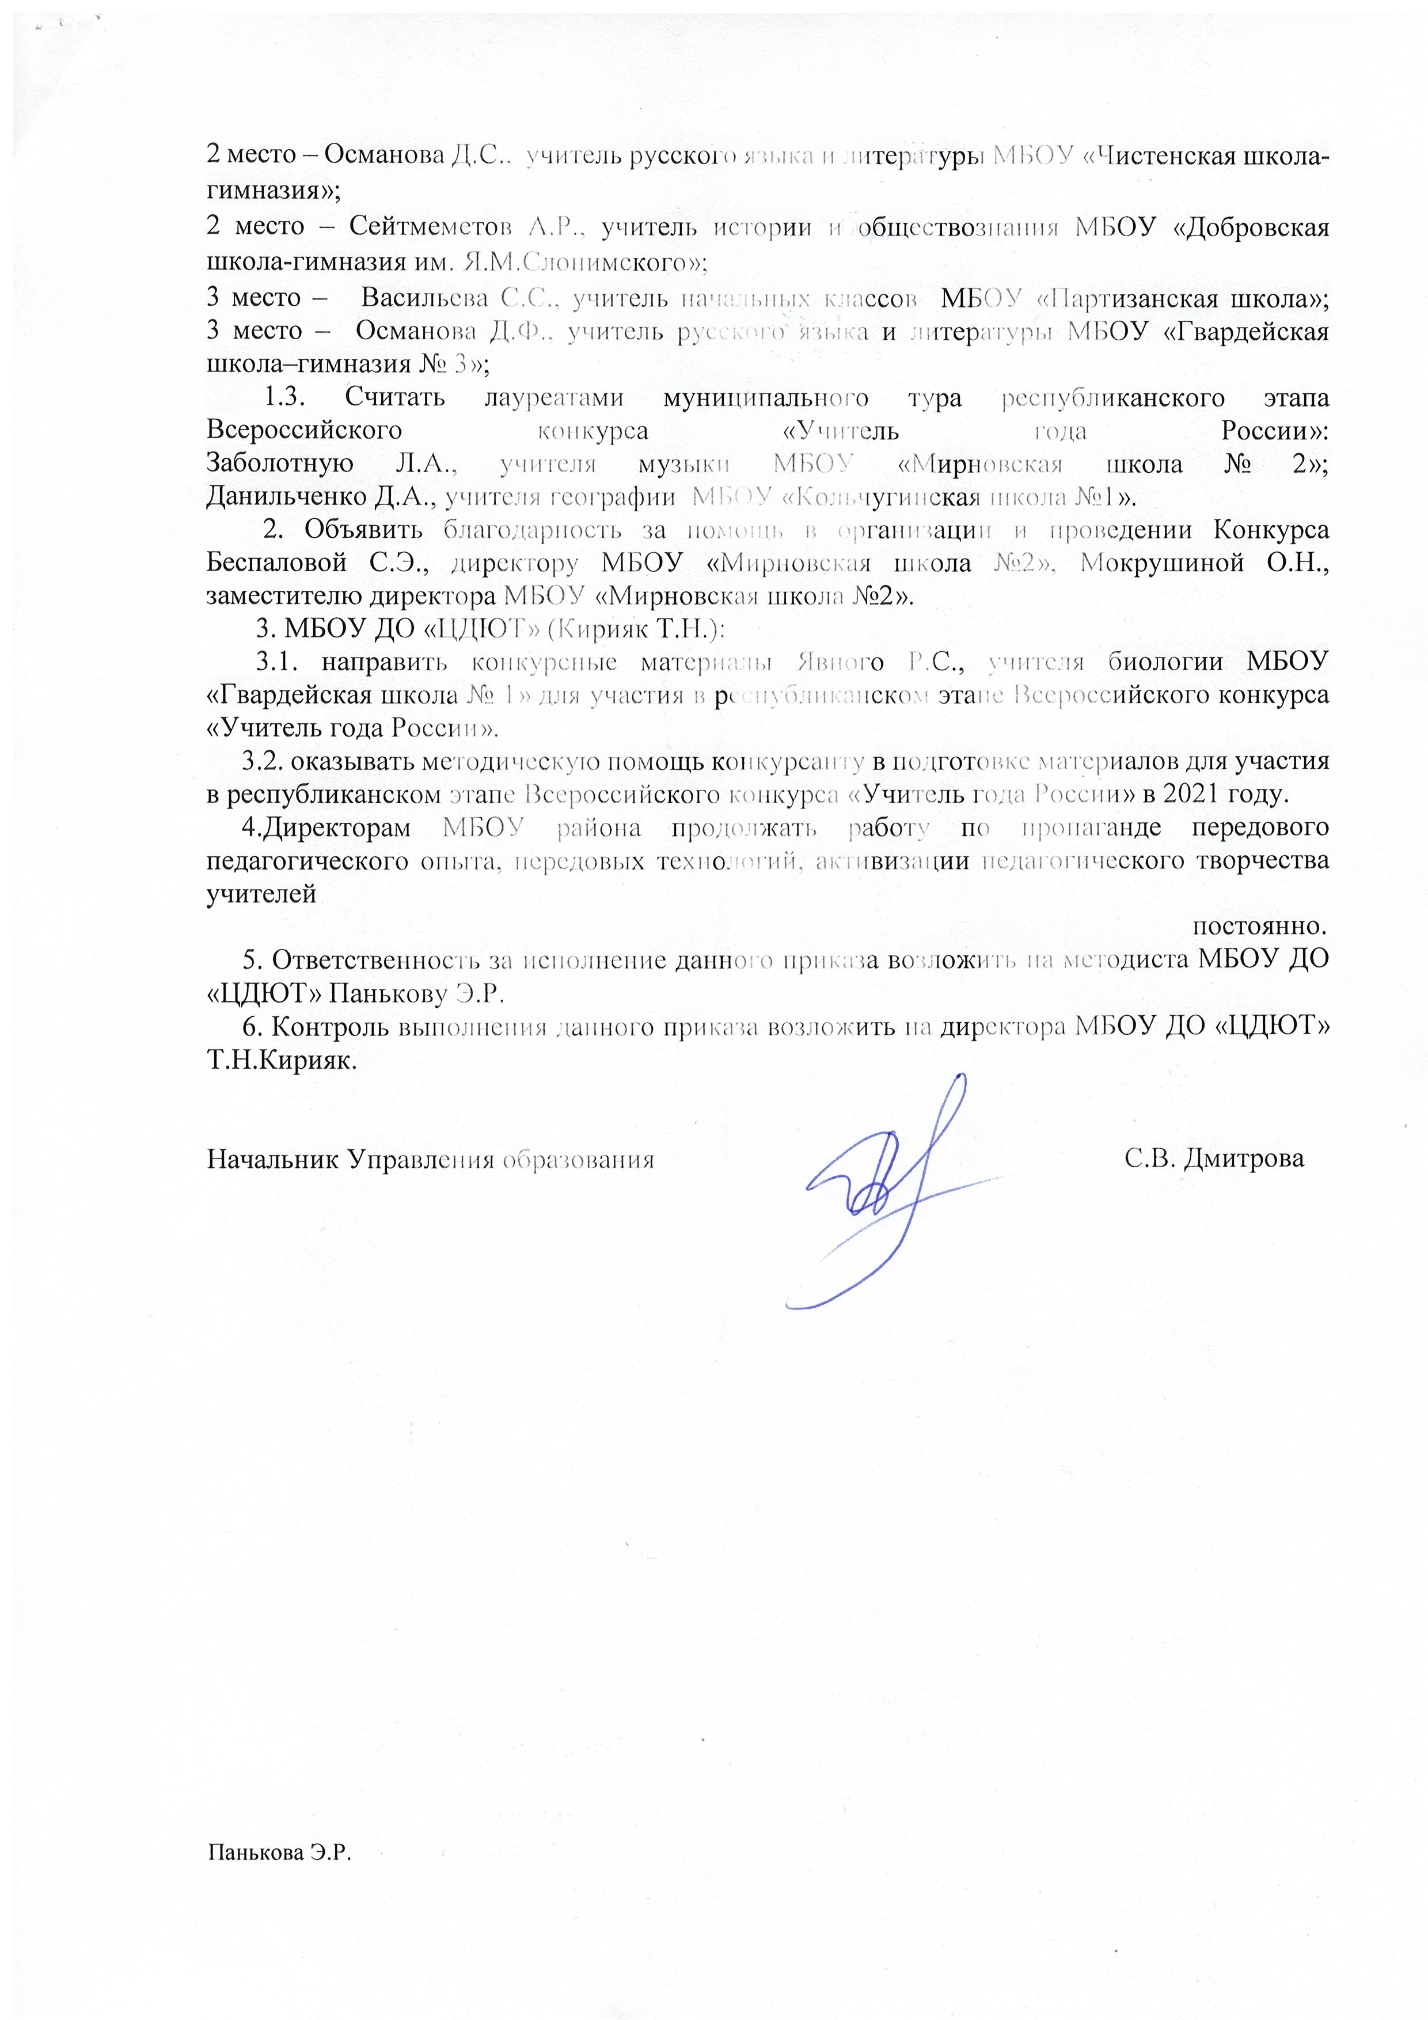 2 место – Османова Д.С., учитель русского языка и литературы МБОУ «Чистенская школа-
гимназия»;
2 место – Сейтмеметов А.Р., учитель истории и обществознания МБОУ «Добровская
школа-гимназия им. Я.М.Слонимского»;
3 место – Васильева С.С., учитель начальных классов МБОУ «Партизанская школа»;
3 место – Османова Д.Ф., учитель русского языка и литературы МБОУ «Гвардейская
школа–гимназия № 3»;
1.3. Считать лауреатами муниципального тура республиканского этапа
Всероссийского конкурса «Учитель года России»:
Заболотную Л.А., учителя музыки МБОУ «Мирновская школа № 2»;
Данильченко Д.А., учителя географии МБОУ «Кольчугинская школа №1».
2. Объявить благодарность за помощь в организации и проведении Конкурса
Беспаловой С.Э., директору МБОУ «Мирновская школа №2», Мокрушиной О.Н.,
заместителю директора МБОУ «Мирновская школа №2».
3. МБОУ ДО «ЦДЮТ» (Кирияк Т.Н.):
3.1. направить конкурсные материалы Явного Р.С., учителя биологии МБОУ
«Гвардейская школа № 1» для участия в республиканском этапе Всероссийского конкурса
«Учитель года России».
3.2. оказывать методическую помощь конкурсанту в подготовке материалов для участия
в республиканском этапе Всероссийского конкурса «Учитель года России» в 2021 году.
4.Директорам МБОУ района продолжать работу по пропаганде передового
педагогического опыта, передовых технологий, активизации педагогического творчества
учителей
постоянно.
5. Ответственность за исполнение данного приказа возложить на методиста МБОУ ДО
«ЦДЮТ» Панькову Э.Р.
6. Контроль выполнения данного приказа возложить на директора МБОУ ДО «ЦДЮТ»
Т.Н.Кирияк.
Начальник Управления образования С.В. Дмитрова
Панькова Э.Р.